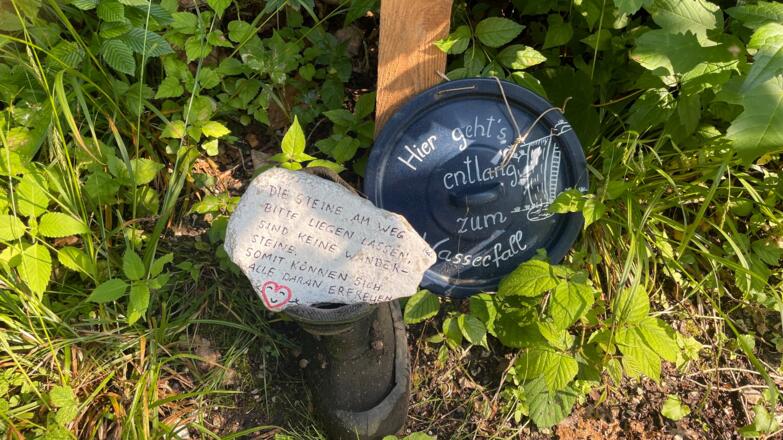 DIE STEINE AM WEG
BITTE LIEGEN LASSEN,
SIND KEINE WANDER-
STEINE.
SOMIT KÖNNEN SICH
ALLE DARAN ERFREUEN
Hier geht's
entlang
zum
Wasserfall